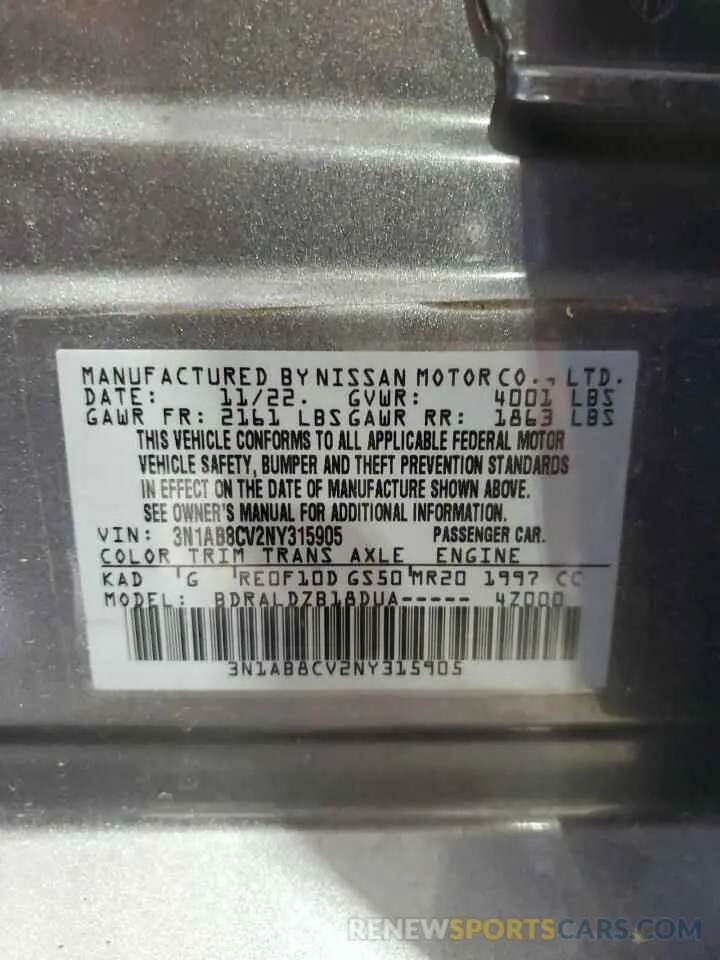 MANUFACTURED BY NISSAN MOTOR CO., LTD.
DATE: 11/22. GVWR: 4001 LBS
GAWR FR: 2161 LBS GAWR RR: 1863 LBS
THIS VEHICLE CONFORMS TO ALL APPLICABLE FEDERAL MOTOR
VEHICLE SAFETY, BUMPER AND THEFT PREVENTION STANDARDS
IN EFFECT ON THE DATE OF MANUFACTURE SHOWN ABOVE.
SEE OWNER'S MANUAL FOR ADDITIONAL INFORMATION.
VIN: 3N1AB8CV2NY315905 PASSENGER CAR.
COLOR TRIM TRANS AXLE ENGINE
KAD 'G 'RE0F10D GS50 MR20 1997 CC
MODEL: BDRALDZB18DUA----- 4Z000
3N1AB8CV2NY315905
RENEWSPORTSCARS.COM